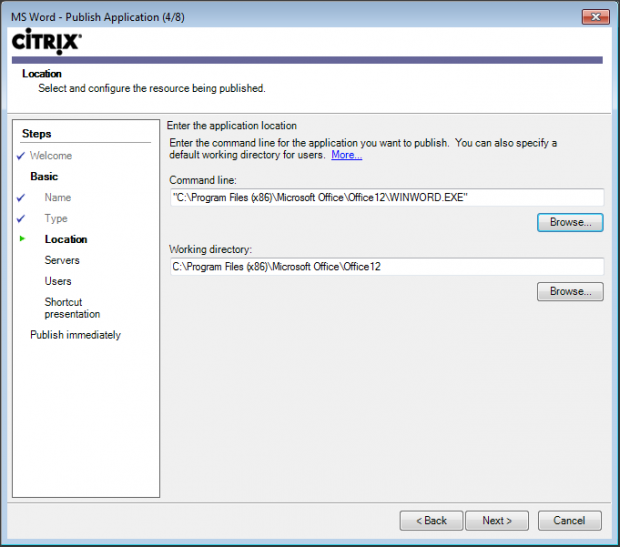 MS Word - Publish Application (4/8)
CITRIX
Location
Select and configure the resource being published.
Steps
Welcome
Basic
Name
Type
Location
Servers
Users
Shortcut
presentation
Publish immediately
Enter the application location
Enter the command line for the application you want to publish. You can also specify a
default working directory for users. More...
Command line:
"C:\Program Files (x86)\Microsoft Office\Office12\WINWORD.EXE"
Browse...
Working directory:
C:\Program Files (x86)\Microsoft Office\Office12
Browse...
< Back Next > Cancel